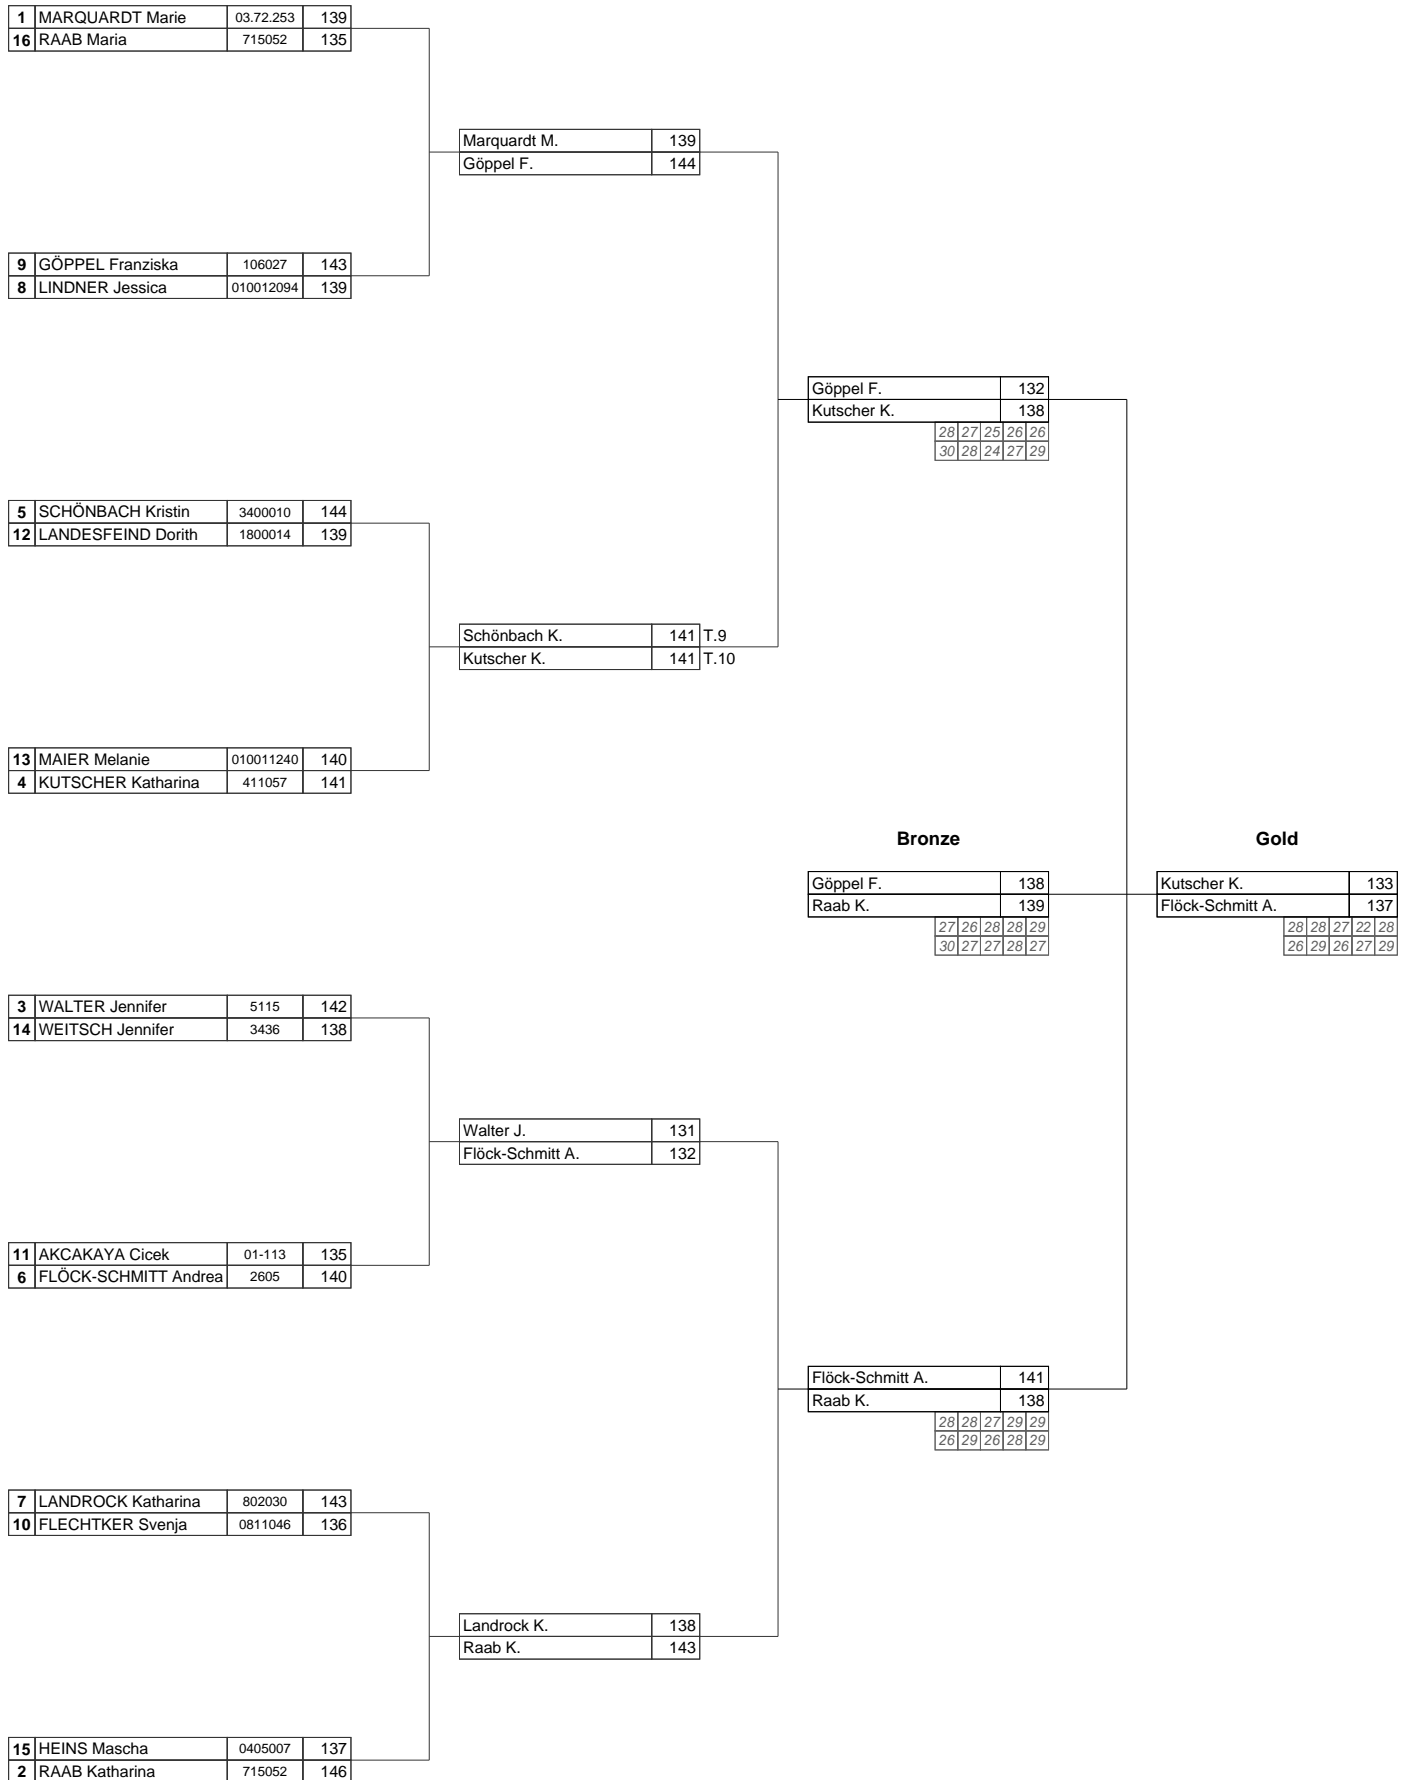 1 MARQUARDT Marie 03.72.253 139
16 RAAB Maria 715052 135
Marquardt M. 139
Göppel F. 144
9 GÖPPEL Franziska 106027 143
8 LINDNER Jessica 010012094 139
Göppel F. 132
Kutscher K. 138
28 27 25 26 26
30 28 24 27 29
5 SCHÖNBACH Kristin 3400010 144
12 LANDESFEIND Dorith 1800014 139
Schönbach K. 141 T.9
Kutscher K. 141 T.10
13 MAIER Melanie 010011240 140
4 KUTSCHER Katharina 411057 141
Bronze Gold
Göppel F. 138 Kutscher K. 133
Raab K. 139 Flöck-Schmitt A. 137
27 26 28 28 29 28 28 27 22 28
30 27 27 28 27 26 29 26 27 29
3 WALTER Jennifer 5115 142
14 WEITSCH Jennifer 3436 138
Walter J. 131
Flöck-Schmitt A. 132
11 AKCAKAYA Cicek 01-113 135
6 FLÖCK-SCHMITT Andrea 2605 140
Flöck-Schmitt A. 141
Raab K. 138
28 28 27 29 29
26 29 26 28 29
7 LANDROCK Katharina 802030 143
10 FLECHTKER Svenja 0811046 136
Landrock K. 138
Raab K. 143
15 HEINS Mascha 0405007 137
2 RAAB Katharina 715052 146